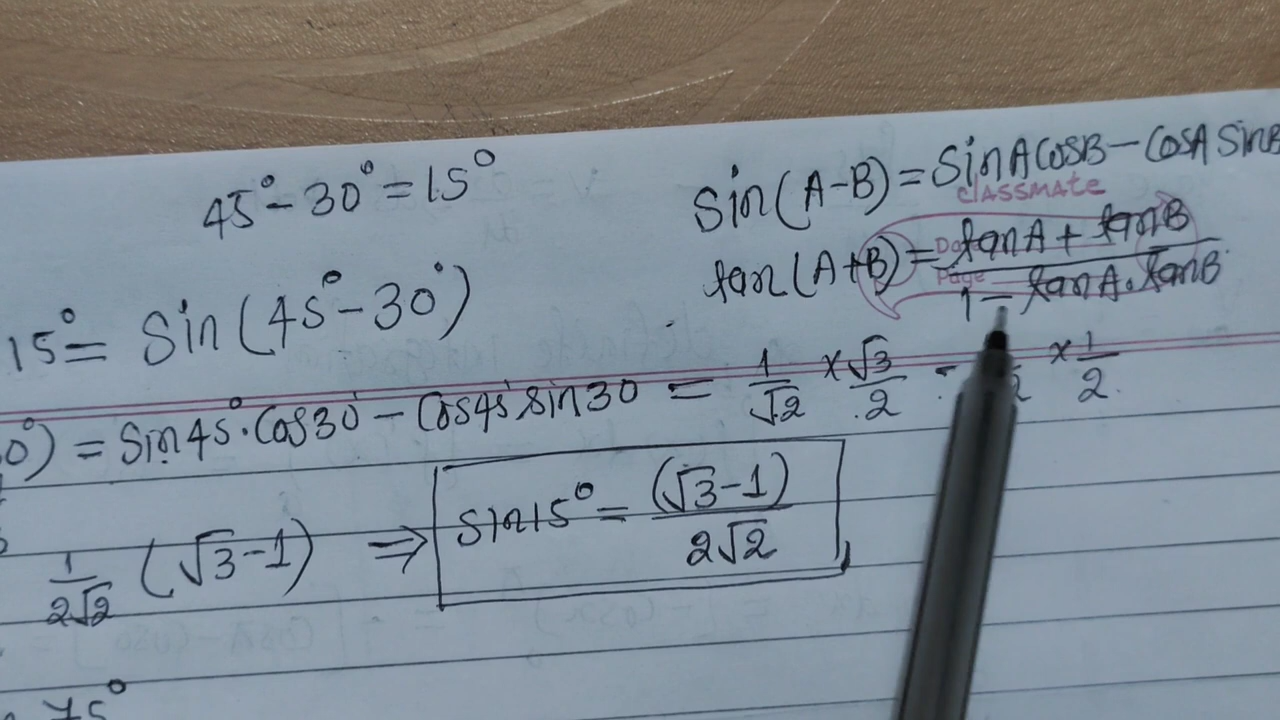 45° - 30° = 15°
sin(A-B) = sinA cosB - cosA sinB
classmate
tan(A+B) = (tanA + tanB)/(1 - tanA . tanB)
Page
15° = sin(45° - 30°)
0°) = sin45° . cos30 - cos45 sin30 = 1/√2 × √3/2 - × 1/2
1/2√2 (√3 - 1) ⇒ sin15° = (√3 - 1)/2√2
75°